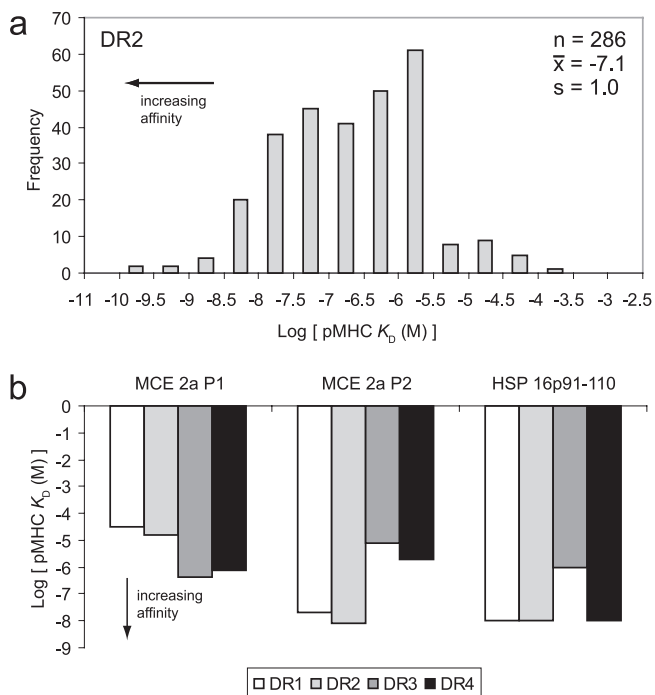 a
DR2
n = 286
x̄ = -7.1
s = 1.0
increasing
affinity
Frequency
70
60
50
40
30
20
10
0
-11 -10 -9.5 -9 -8.5 -8 -7.5 -7 -6.5 -6 -5.5 -5 -4.5 -4 -3.5 -3 -2.5
Log [ pMHC KD (M) ]
b
MCE 2a P1 MCE 2a P2 HSP 16p91-110
Log [ pMHC KD (M) ]
0
-1
-2
-3
-4
-5
-6
-7
-8
-9
increasing
affinity
DR1 DR2 DR3 DR4